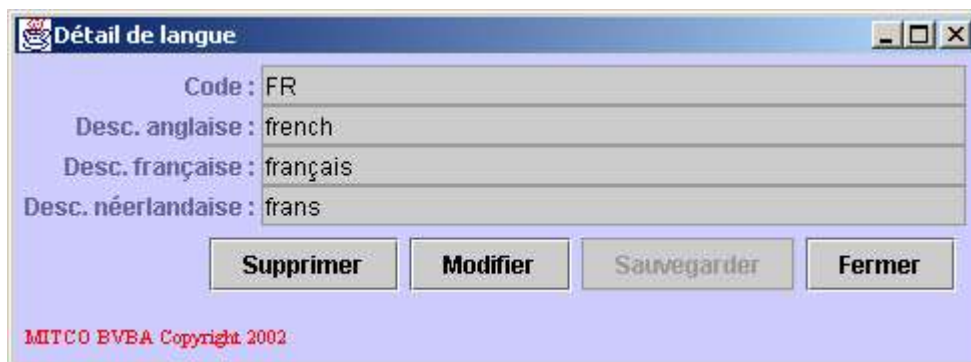 Détail de langue
Code : FR
Desc. anglaise : french
Desc. française : français
Desc. néerlandaise : frans
Supprimer Modifier Sauvegarder Fermer
MITCO BVBA Copyright 2002